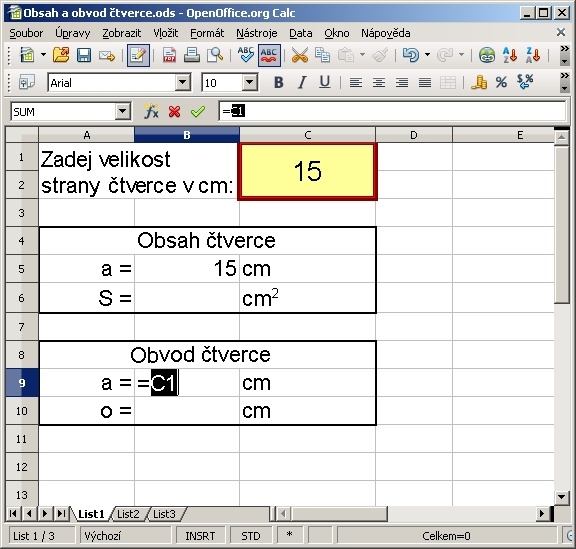 Obsah a obvod čtverce.ods - OpenOffice.org Calc
Soubor Úpravy Zobrazit Vložit Formát Nástroje Data Okno Nápověda
ABC ABC
Arial 10 B I U
SUM =C1
A B C D E
1 Zadej velikost 15
2 strany čtverce v cm:
3
4 Obsah čtverce
5 a = 15 cm
6 S = cm²
7
8 Obvod čtverce
9 a = =C1 cm
10 o = cm
11
12
13
List1 List2 List3
List 1 / 3 Výchozí INSRT STD * Celkem=0